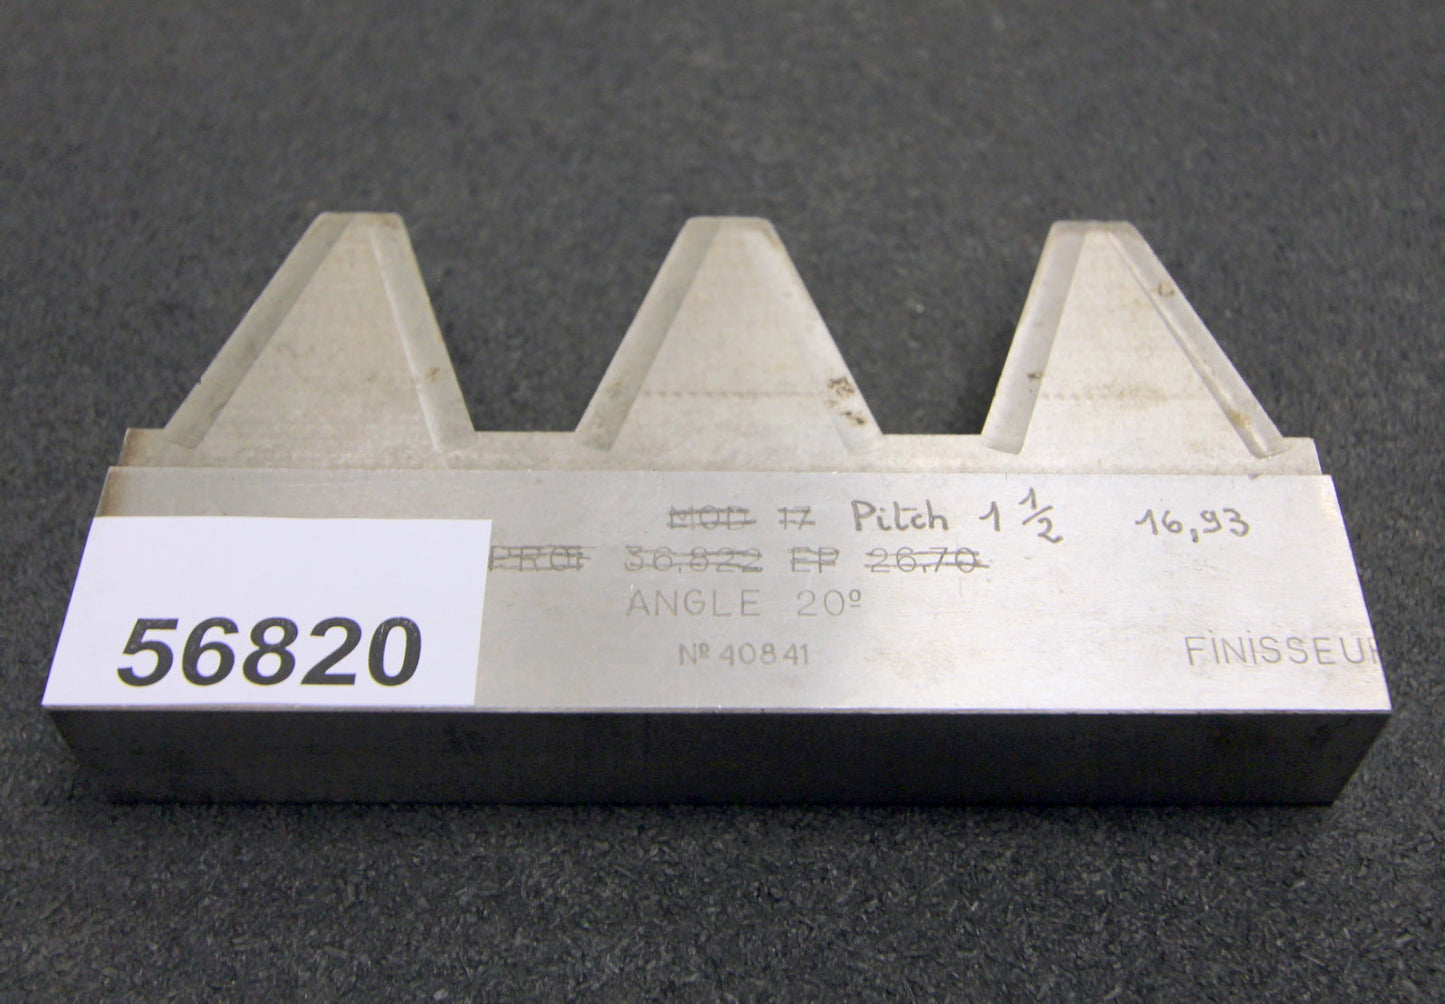 MOD 17 Pitch 1 1/2 16,93
PROF 36.822 EP 26.70
ANGLE 20º
Nº 40841
FINISSEUR
56820